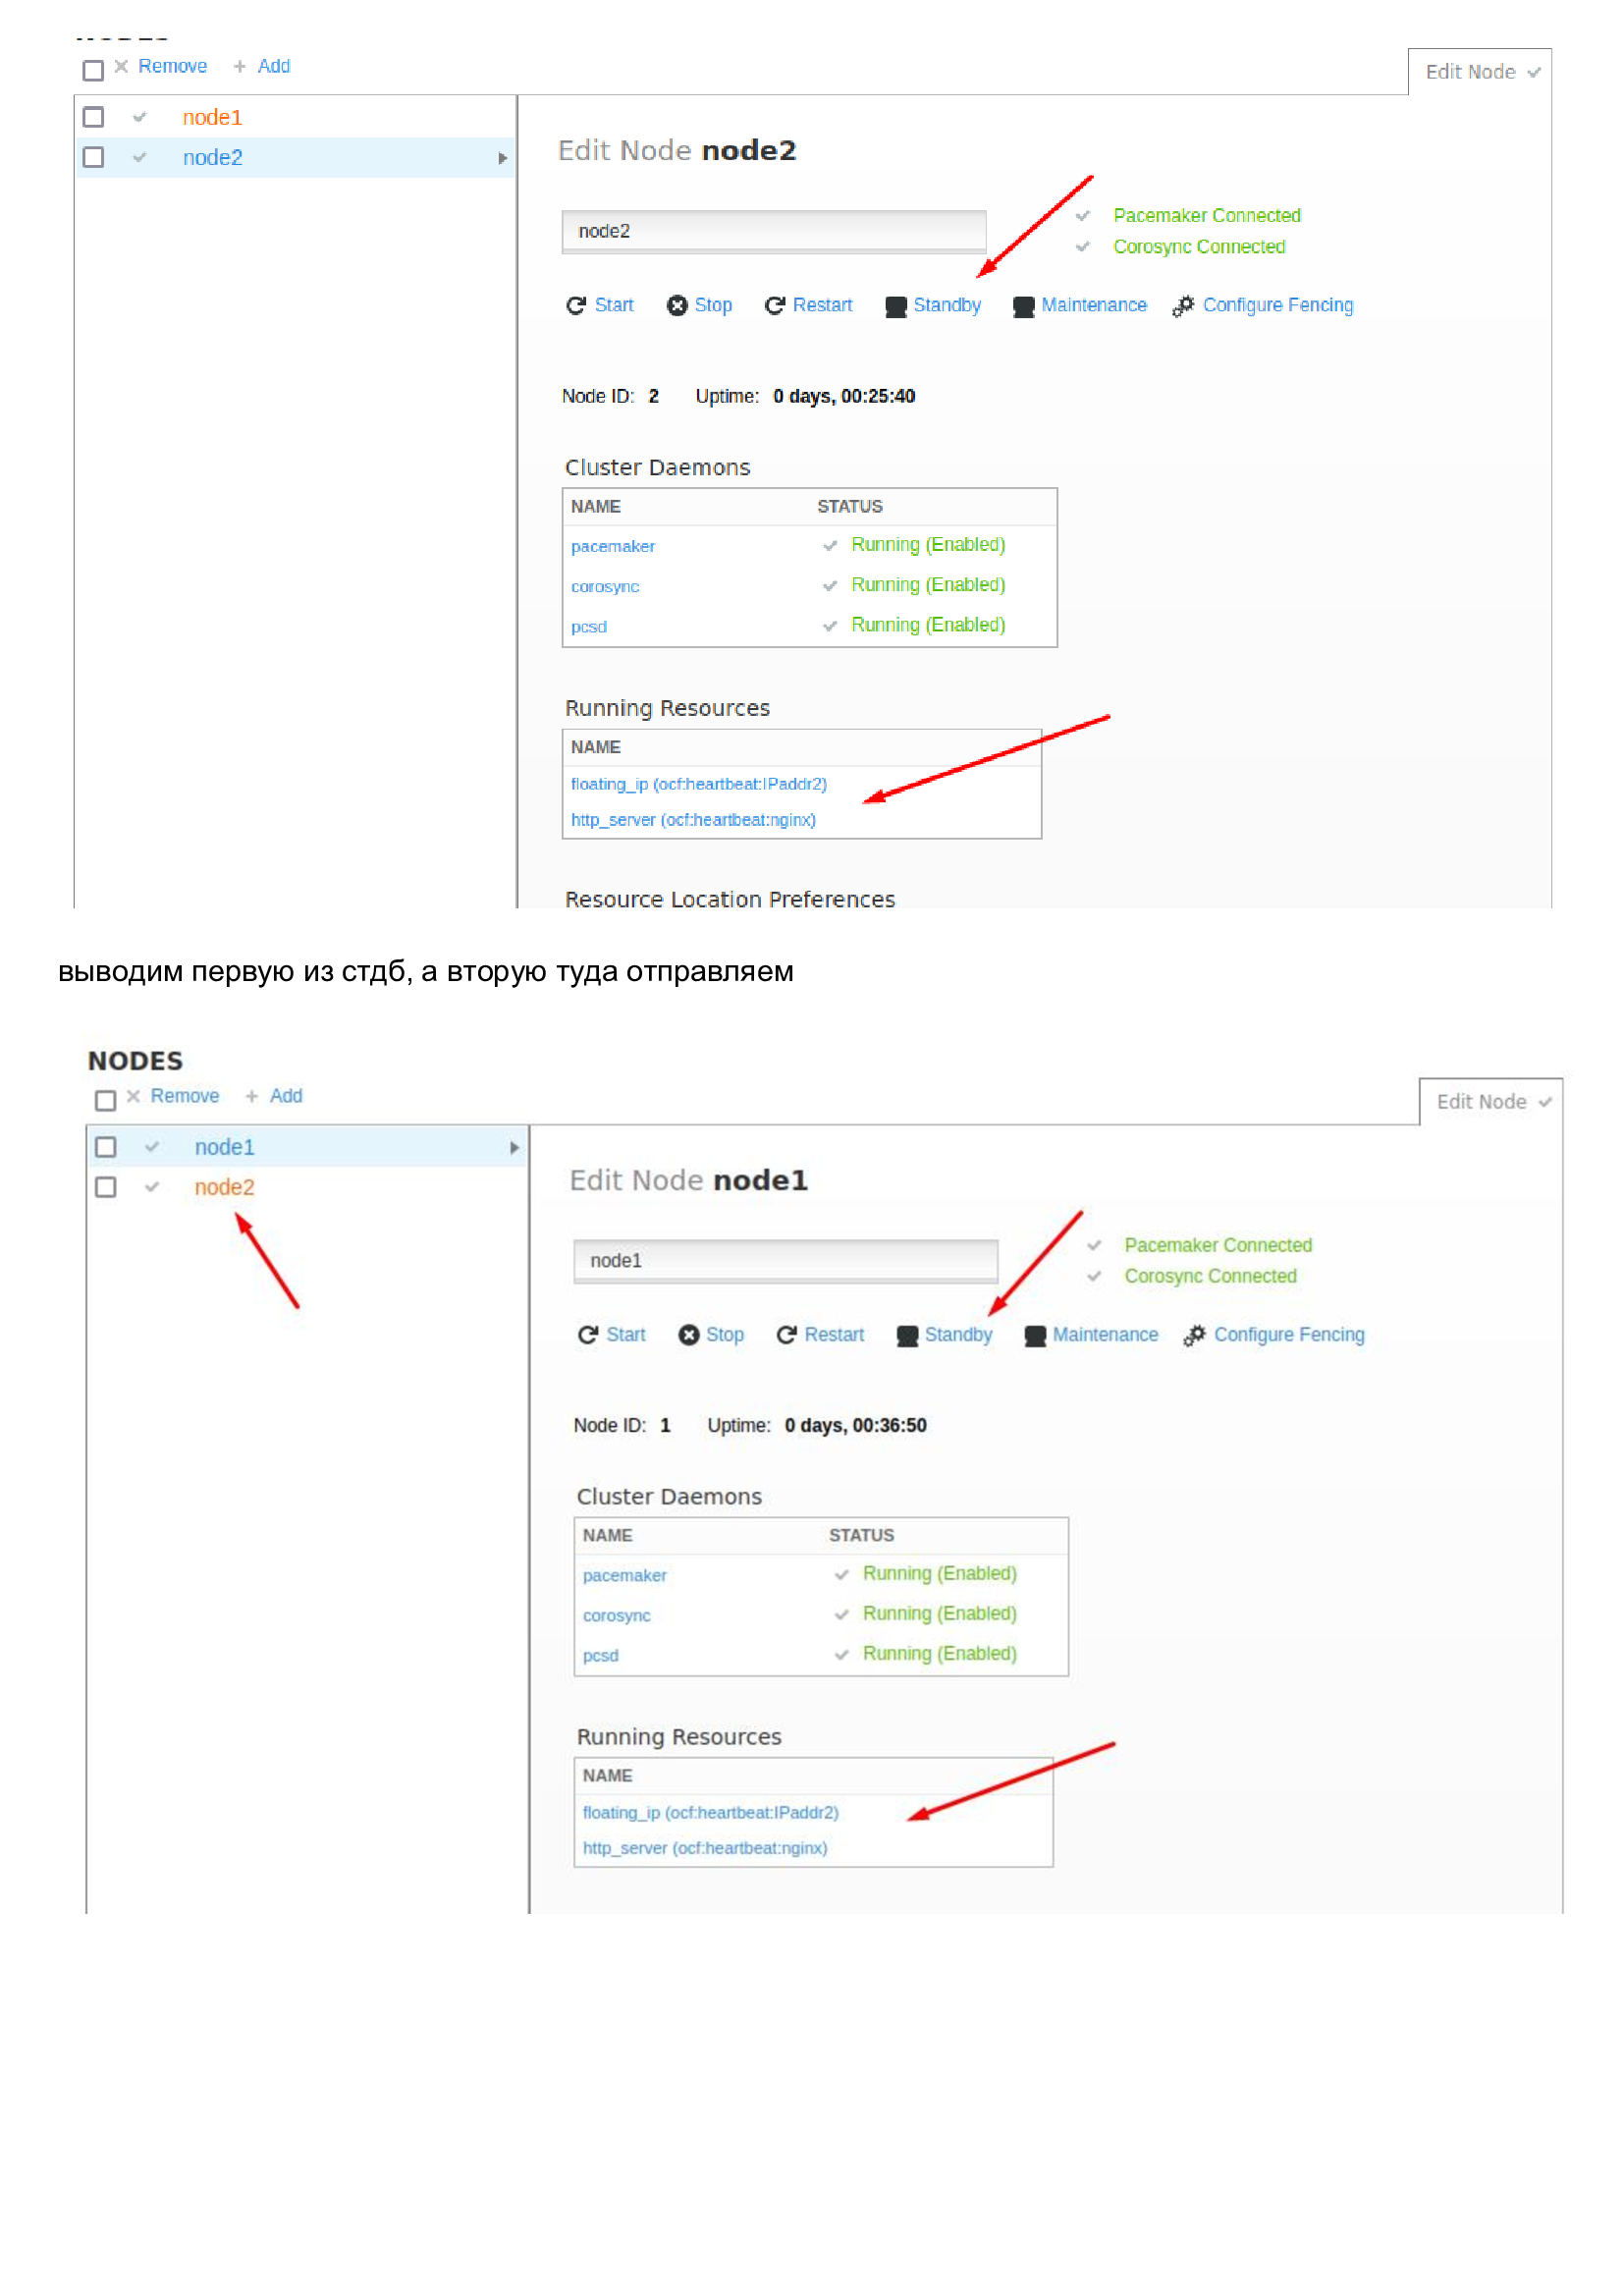 Remove Add
Edit Node
node1
node2
Edit Node node2
node2
Pacemaker Connected
Corosync Connected
Start Stop Restart Standby Maintenance Configure Fencing
Node ID: 2 Uptime: 0 days, 00:25:40
Cluster Daemons
NAME STATUS
pacemaker Running (Enabled)
corosync Running (Enabled)
pcsd Running (Enabled)
Running Resources
NAME
floating_ip (ocf:heartbeat:IPaddr2)
http_server (ocf:heartbeat:nginx)
Resource Location Preferences
выводим первую из стдб, а вторую туда отправляем
NODES
Remove Add
Edit Node
node1
node2
Edit Node node1
node1
Pacemaker Connected
Corosync Connected
Start Stop Restart Standby Maintenance Configure Fencing
Node ID: 1 Uptime: 0 days, 00:36:50
Cluster Daemons
NAME STATUS
pacemaker Running (Enabled)
corosync Running (Enabled)
pcsd Running (Enabled)
Running Resources
NAME
floating_ip (ocf:heartbeat:IPaddr2)
http_server (ocf:heartbeat:nginx)